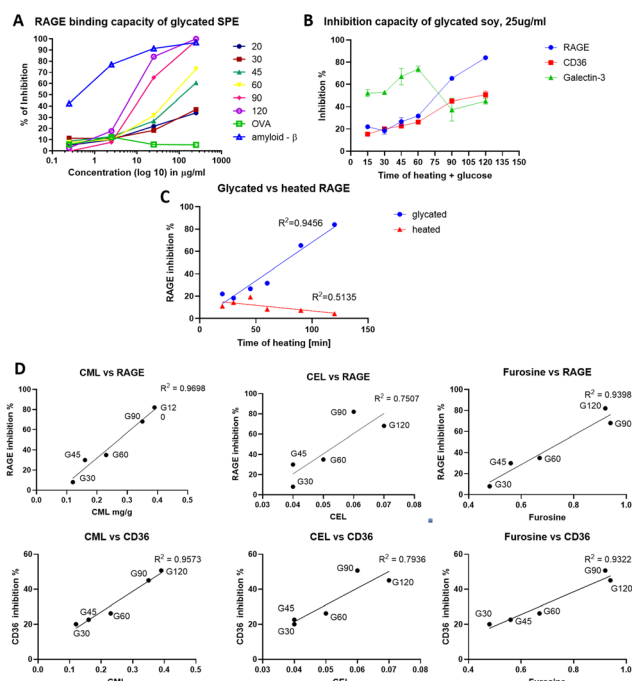 A
RAGE binding capacity of glycated SPE
% of Inhibition
100
90
80
70
60
50
40
30
20
10
0
0.1 1.0 10.0 100.0 1000
Concentration (log 10) in µg/ml
20
30
45
60
90
120
OVA
amyloid - β
B
Inhibition capacity of glycated soy, 25ug/ml
Inhibition %
100
80
60
40
20
0
0 15 30 45 60 75 90 105 120 135 150
Time of heating + glucose
RAGE
CD36
Galectin-3
C
Glycated vs heated RAGE
RAGE inhibition %
100
80
60
40
20
0
0 50 100 150
Time of heating [min]
R²=0.9456
R²=0.5135
glycated
heated
D
CML vs RAGE
RAGE inhibition %
100
80
60
40
20
0
0.0 0.1 0.2 0.3 0.4 0.5
CML mg/g
R² = 0.9698
G12
0
G90
G45
G60
G30
CEL vs RAGE
RAGE inhibition %
100
80
60
40
20
0
0.00 0.02 0.04 0.06 0.08
CEL
R² = 0.7507
G90
G120
G45
G60
G30
Furosine vs RAGE
RAGE inhibition %
100
80
60
40
20
0
0.4 0.6 0.8 1.0
Furosine
R² = 0.9398
G120
G90
G45
G60
G30
CML vs CD36
CD36 inhibition %
60
40
20
0
0.0 0.1 0.2 0.3 0.4 0.5
CML
R² = 0.9573
G120
G90
G45
G60
G30
CEL vs CD36
CD36 inhibition %
60
40
20
0
0.00 0.02 0.04 0.06 0.08
CEL
R² = 0.7936
G90
G120
G45
G60
G30
Furosine vs CD36
CD36 inhibition %
60
40
20
0
0.4 0.6 0.8 1.0
Furosine
R² = 0.9322
G90
G120
G30
G60
G45